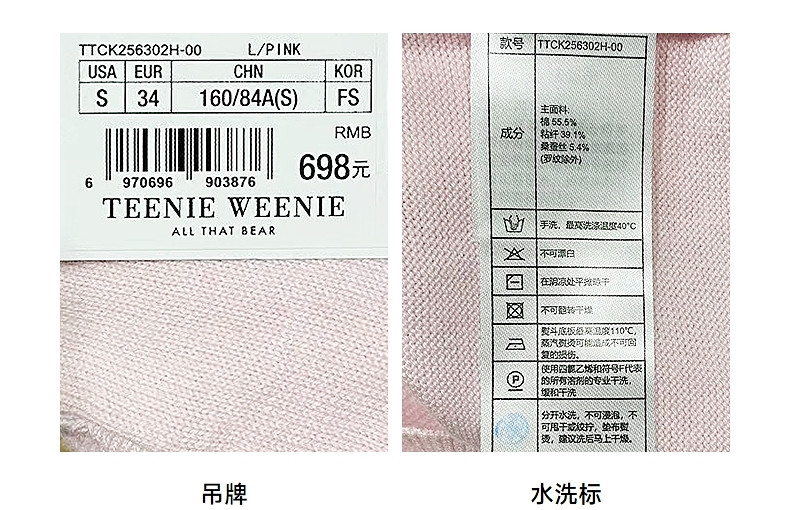 TTCK256302H-00 L/PINK
USA EUR CHN KOR
S 34 160/84A(S) FS
RMB
698元
6 970696 903876
TEENIE WEENIE
ALL THAT BEAR
吊牌
款号 TTCK256302H-00
成分
主面料:
棉 55.5%
粘纤 39.1%
桑蚕丝 5.4%
(罗纹除外)
手洗，最高洗涤温度40°C
不可漂白
在阴凉处平摊晾干
不可翻转干燥
熨斗底板最高温度110°C，
蒸汽熨烫可能造成不可回
复的损伤。
P
使用四氯乙烯和符号F代表
的所有溶剂的专业干洗，
缓和干洗
分开水洗，不可浸泡，不
可甩干或绞拧，垫布熨
烫，建议洗后马上干燥。
水洗标